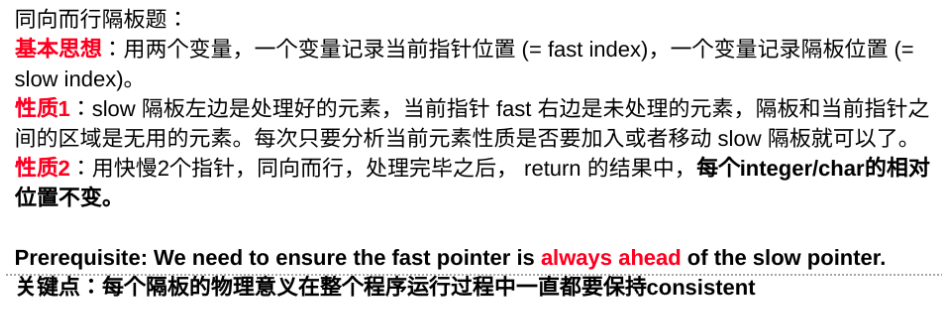 同向而行隔板题：
基本思想：用两个变量，一个变量记录当前指针位置 (= fast index)，一个变量记录隔板位置 (=
slow index)。
性质1：slow 隔板左边是处理好的元素，当前指针 fast 右边是未处理的元素，隔板和当前指针之
间的区域是无用的元素。每次只要分析当前元素性质是否要加入或者移动 slow 隔板就可以了。
性质2：用快慢2个指针，同向而行，处理完毕之后， return 的结果中，每个integer/char的相对
位置不变。
Prerequisite: We need to ensure the fast pointer is always ahead of the slow pointer.
关键点：每个隔板的物理意义在整个程序运行过程中一直都要保持consistent